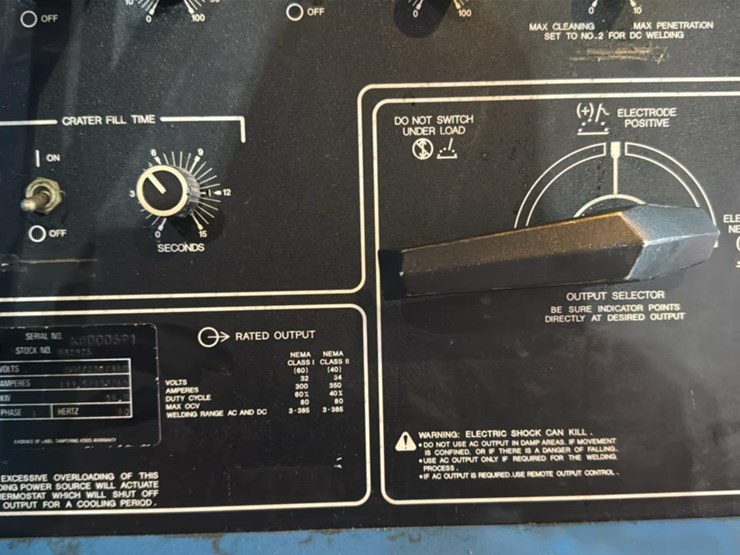 OFF
0
100
OFF
0
100
0
10
MAX CLEANING MAX PENETRATION
SET TO NO.2 FOR DC WELDING
CRATER FILL TIME
ON
OFF
0
3
6
9
12
15
SECONDS
DO NOT SWITCH
UNDER LOAD
(+)
ELECTRODE
POSITIVE
OUTPUT SELECTOR
BE SURE INDICATOR POINTS
DIRECTLY AT DESIRED OUTPUT
SERIAL NO.
STOCK NO.
VOLTS
AMPERES
KW
PHASE HERTZ
RATED OUTPUT
NEMA NEMA
CLASS I CLASS II
(60) (40)
VOLTS 32 34
AMPERES 300 350
DUTY CYCLE 60% 40%
MAX OCV 80 80
WELDING RANGE AC AND DC 3-385 3-385
EXCESSIVE OVERLOADING OF THIS
POWER SOURCE WILL ACTUATE
WHICH WILL SHUT OFF
OUTPUT FOR A COOLING PERIOD.
WARNING: ELECTRIC SHOCK CAN KILL.
• DO NOT USE AC OUTPUT IN DAMP AREAS, IF MOVEMENT
IS CONFINED, OR IF THERE IS A DANGER OF FALLING.
• USE AC OUTPUT ONLY IF REQUIRED FOR THE WELDING
PROCESS.
• IF AC OUTPUT IS REQUIRED, USE REMOTE OUTPUT CONTROL.